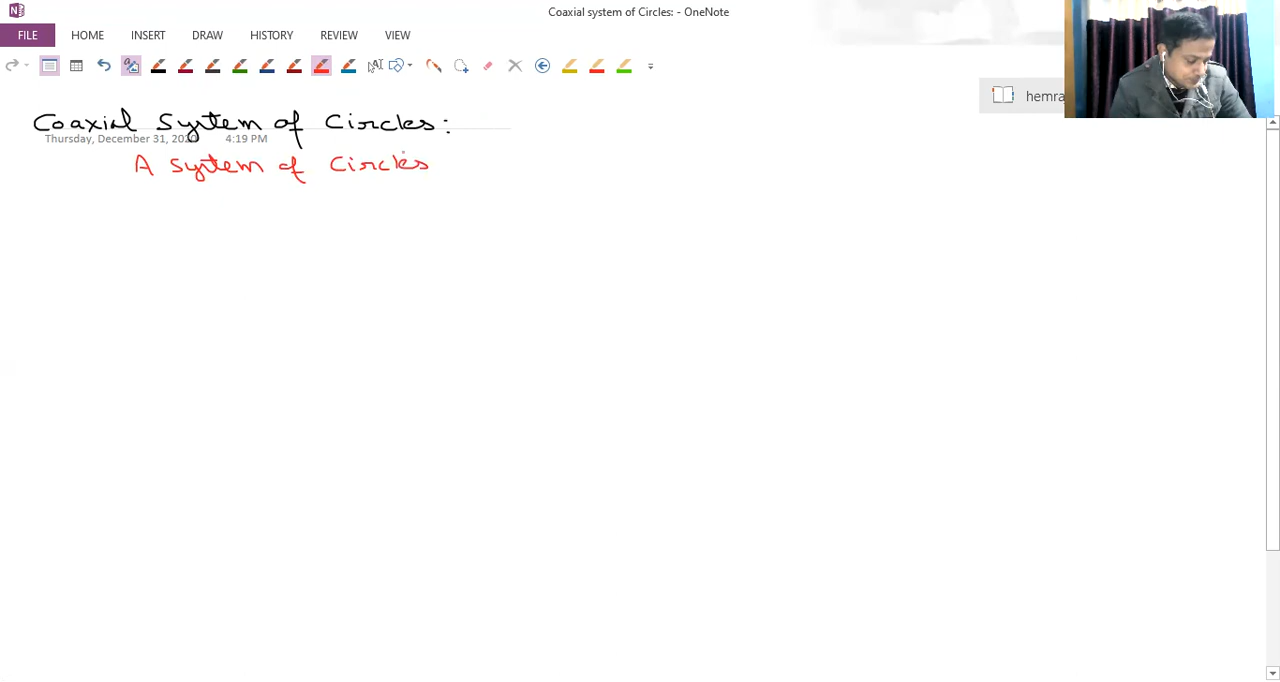 Coaxial system of Circles: - OneNote
FILE HOME INSERT DRAW HISTORY REVIEW VIEW
hemra
Coaxial System of Circles:
Thursday, December 31, 2020 4:19 PM
A system of Circles